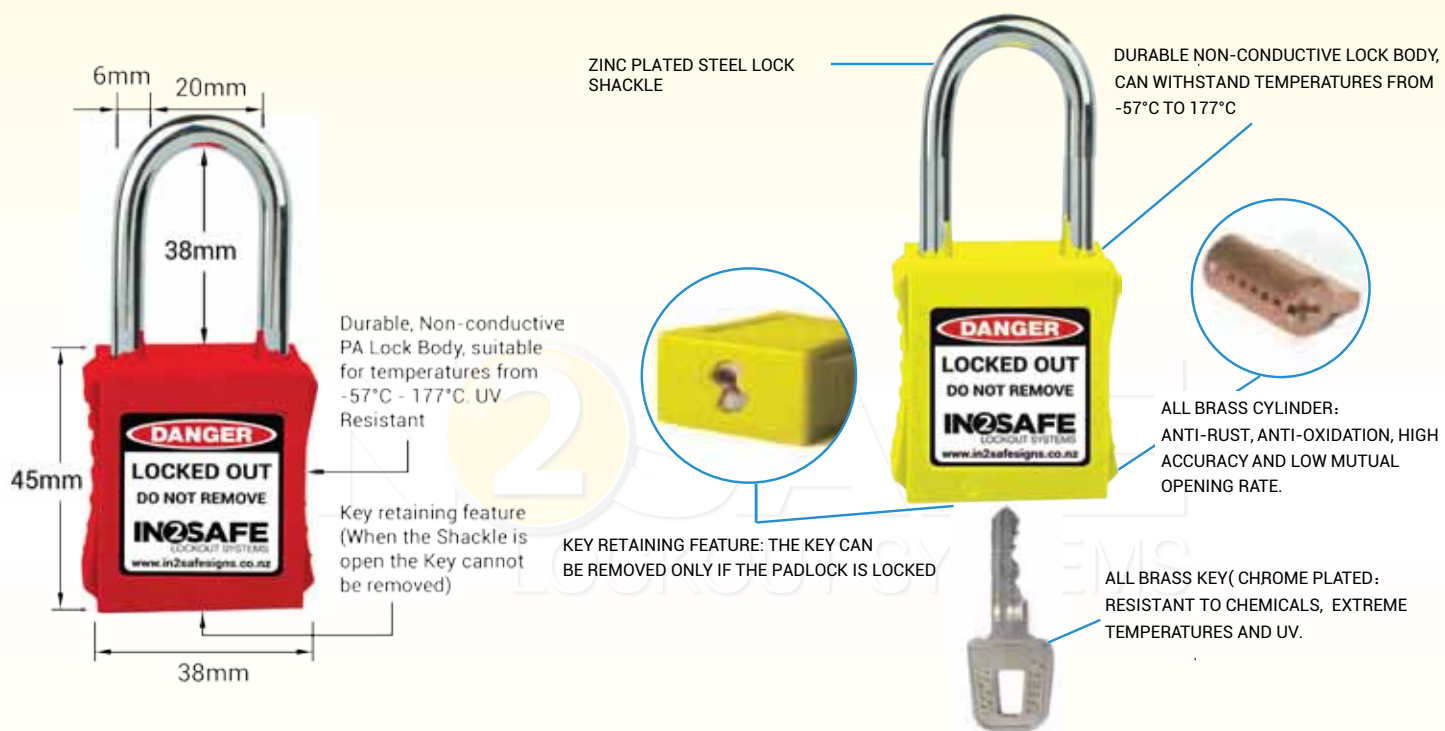 6mm
20mm
38mm
45mm
38mm
DANGER
LOCKED OUT
DO NOT REMOVE
IN2SAFE
LOCKOUT SYSTEMS
www.in2safesigns.co.nz
Durable, Non-conductive
PA Lock Body, suitable
for temperatures from
-57°C - 177°C. UV
Resistant
Key retaining feature
(When the Shackle is
open the Key cannot
be removed)
ZINC PLATED STEEL LOCK
SHACKLE
DURABLE NON-CONDUCTIVE LOCK BODY,
CAN WITHSTAND TEMPERATURES FROM
-57°C TO 177°C
DANGER
LOCKED OUT
DO NOT REMOVE
IN2SAFE
LOCKOUT SYSTEMS
www.in2safesigns.co.nz
ALL BRASS CYLINDER:
ANTI-RUST, ANTI-OXIDATION, HIGH
ACCURACY AND LOW MUTUAL
OPENING RATE.
KEY RETAINING FEATURE: THE KEY CAN
BE REMOVED ONLY IF THE PADLOCK IS LOCKED
ALL BRASS KEY( CHROME PLATED:
RESISTANT TO CHEMICALS, EXTREME
TEMPERATURES AND UV.
IN2SAFE
LOCKOUT SYSTEMS